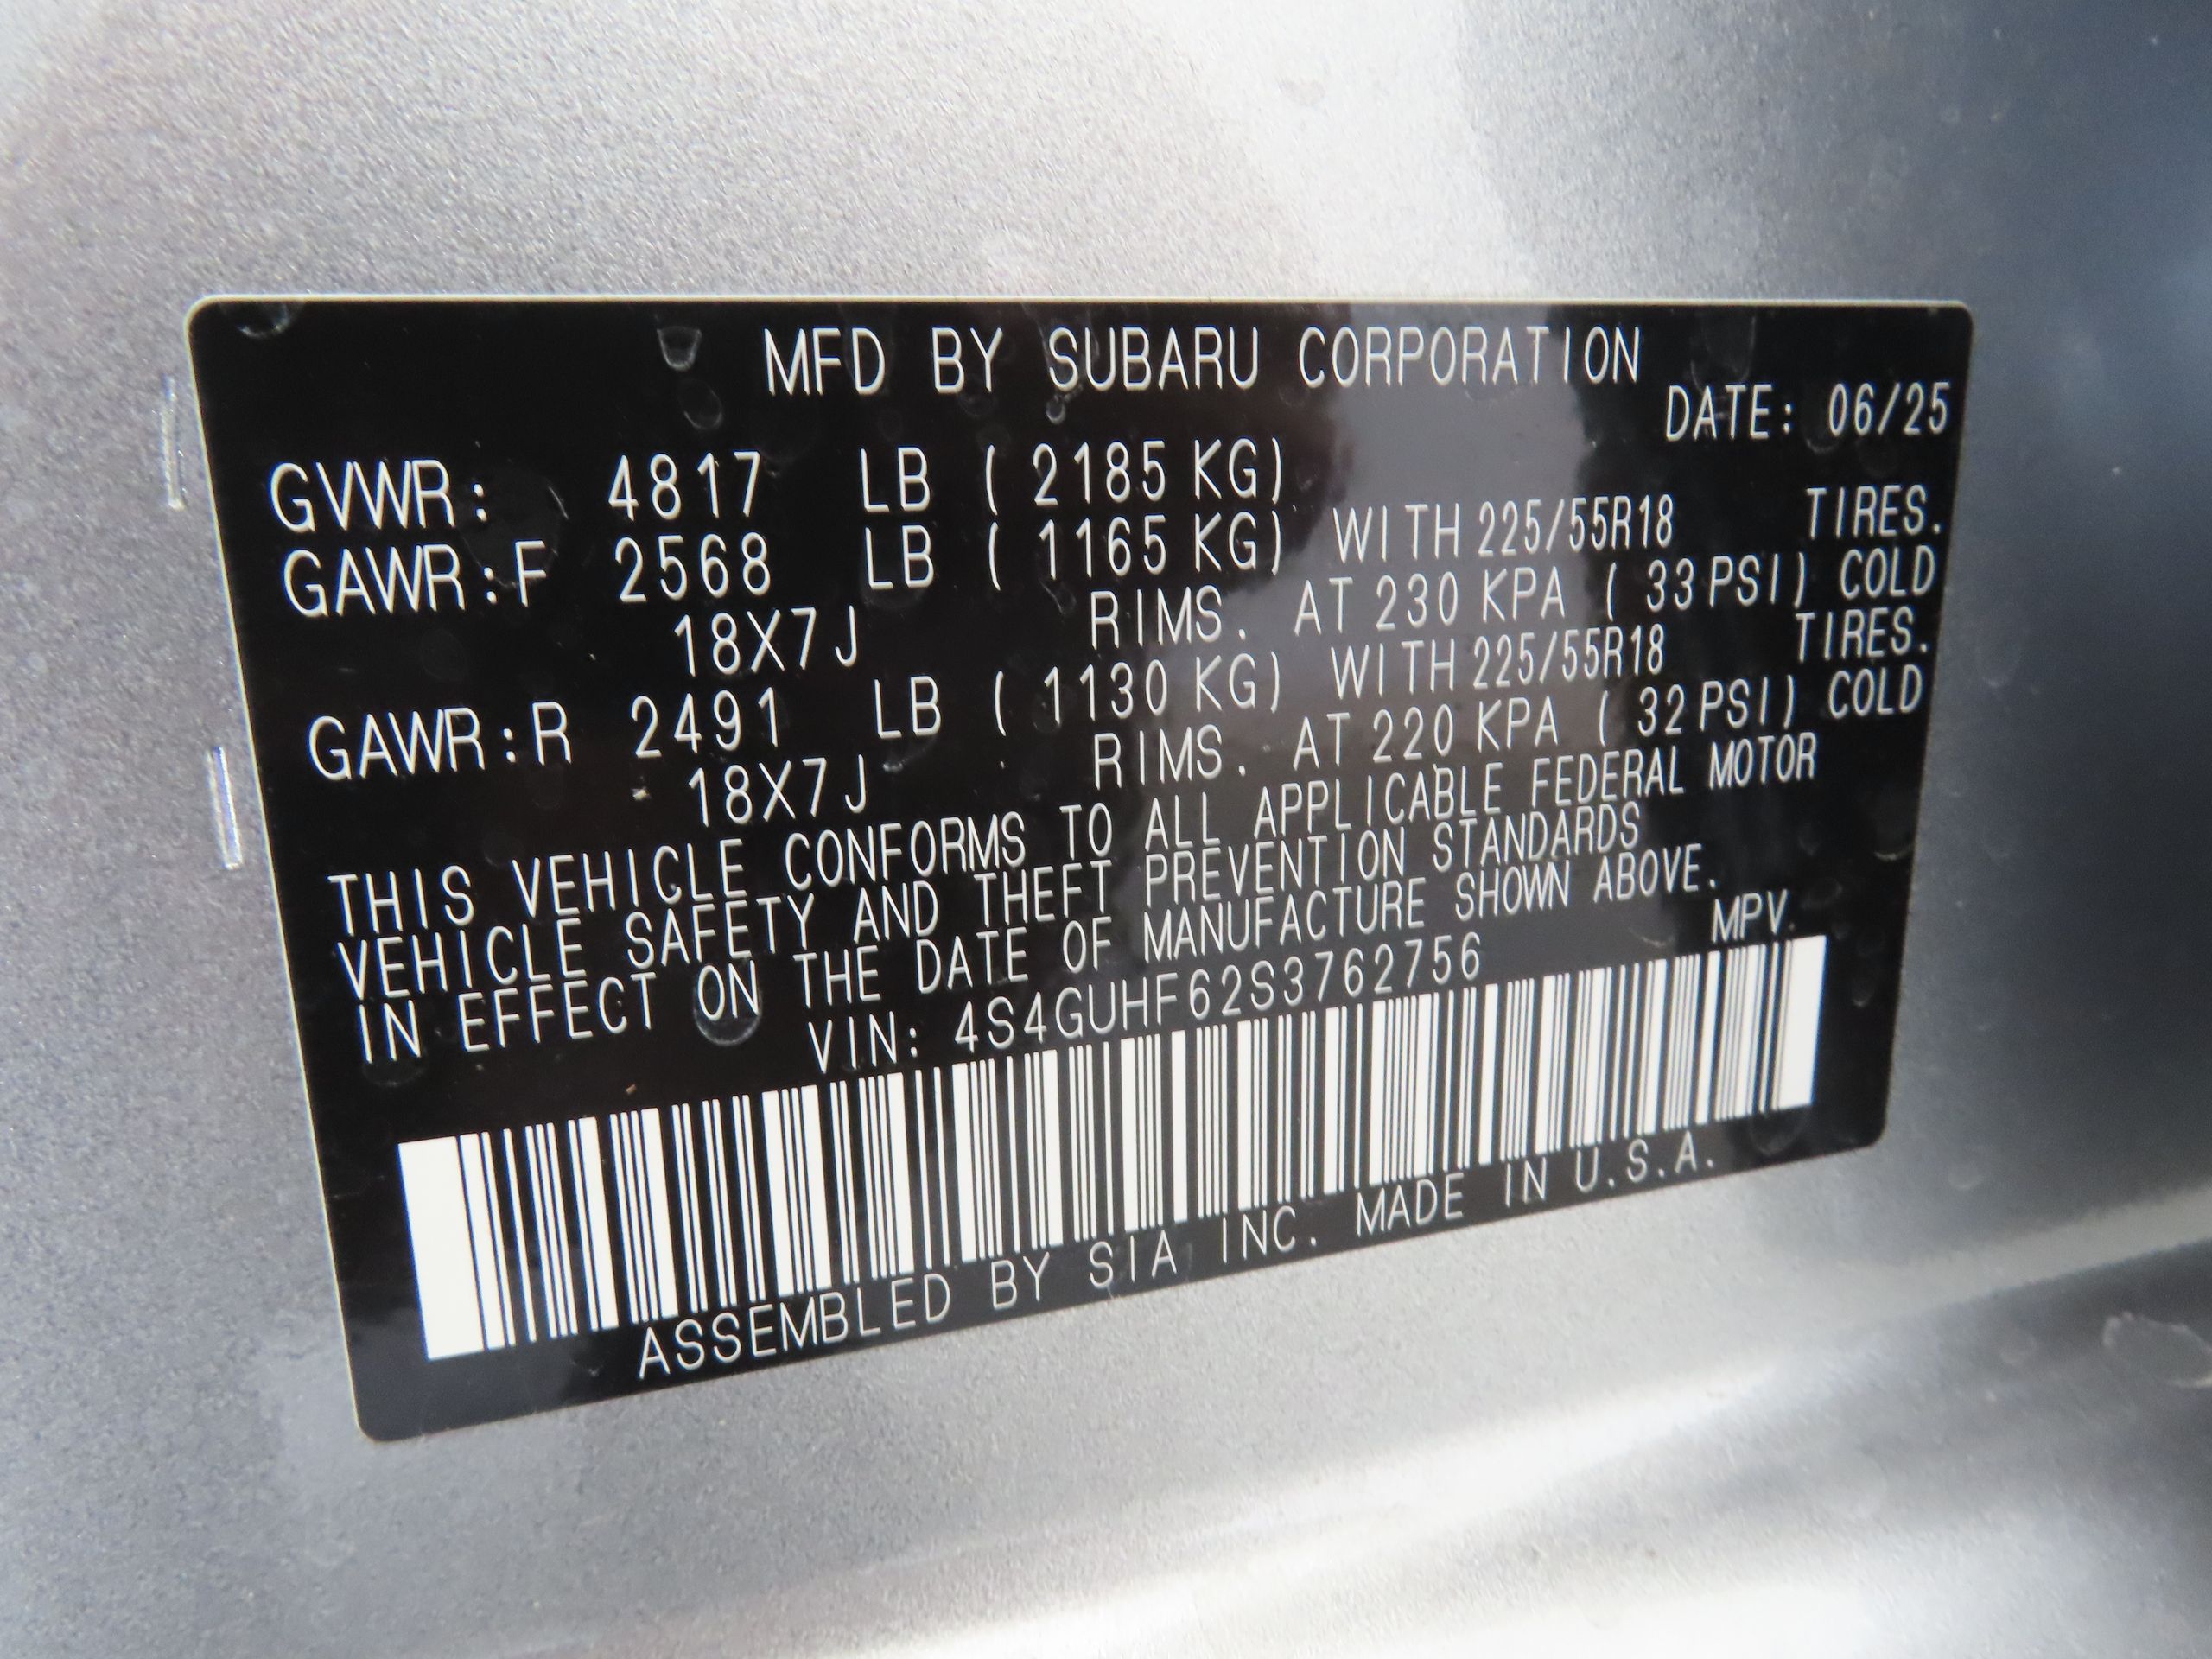 MFD BY SUBARU CORPORATION
DATE: 06/25
GVWR: 4817 LB ( 2185 KG)
GAWR:F 2568 LB ( 1165 KG) WITH 225/55R18 TIRES.
18X7J RIMS. AT 230 KPA ( 33 PSI) COLD
GAWR:R 2491 LB ( 1130 KG) WITH 225/55R18 TIRES.
18X7J RIMS. AT 220 KPA ( 32 PSI) COLD
THIS VEHICLE CONFORMS TO ALL APPLICABLE FEDERAL MOTOR
VEHICLE SAFETY AND THEFT PREVENTION STANDARDS
IN EFFECT ON THE DATE OF MANUFACTURE SHOWN ABOVE.
VIN: 4S4GUHF62S3762756 MPV.
ASSEMBLED BY SIA INC. MADE IN U.S.A.